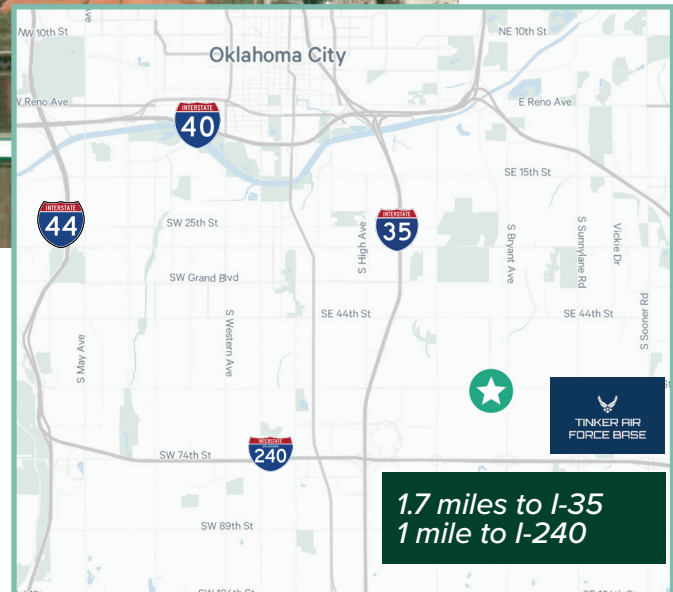 Ave
NW 10th St
NE 10th St
Oklahoma City
W.Reno Ave
E Reno Ave
INTERSTATE
40
SE 15th St
INTERSTATE
44
SW 25th St
S High Ave
INTERSTATE
35
S Bryant Ave
S Sunnylane Rd
Vickie Dr
SW Grand Blvd
S May Ave
S Western Ave
SE 44th St
SE 44th St
S Sooner Rd
TINKER AIR
FORCE BASE
SW 74th St
INTERSTATE
OKLAHOMA
240
1.7 miles to I-35
1 mile to I-240
SW 89th St